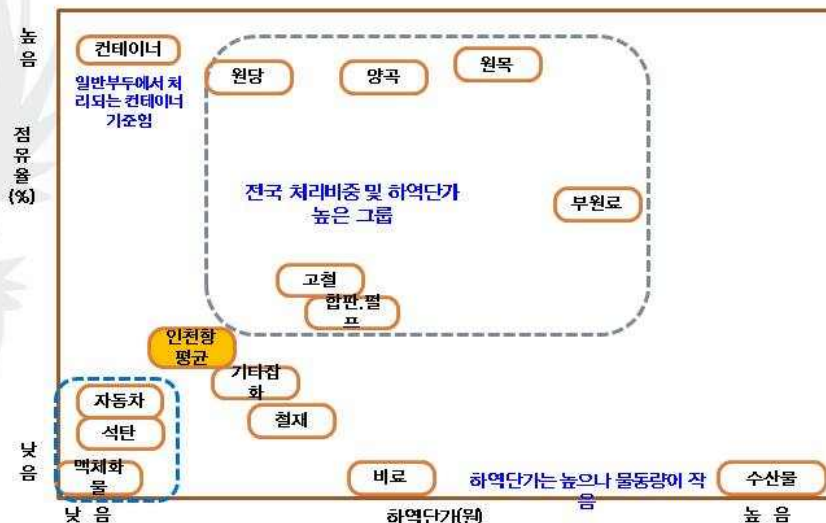 높음
컨테이너
일반부두에서 처
리되는 컨테이너
기준임
원당
양곡
원목
점유율
(%)
전국 처리비중 및 하역단가
높은 그룹
부원료
고철
합판.펄
프
인천항
평균
기타잡
화
자동차
철재
석탄
낮음
액체화
물
비료
하역단가는 높으나 물동량이 작
음
수산물
낮 음
하역단가(원)
높 음